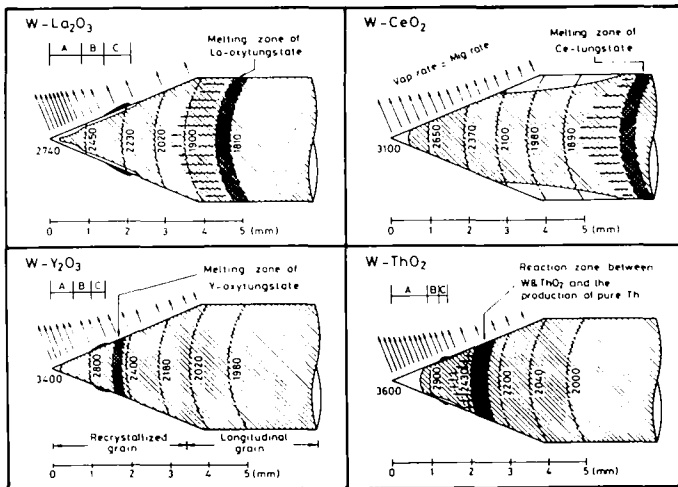 W-La₂O₃
A B C
Melting zone of
La-oxytungstate
2740
2450
2230
2020
1900
1810
0 1 2 3 4 5 (mm)
W-CeO₂
Melting zone of
Ce-tungstate
Vap rate = Mig rate
3100
2650
2370
2100
1980
1890
0 1 2 3 4 5 (mm)
W-Y₂O₃
A B C
Melting zone of
Y-oxytungstate
3400
2800
2400
2180
2020
1980
Recrystallized
grain
Longitudinal
grain
0 1 2 3 4 5 (mm)
W-ThO₂
A B C
Reaction zone between
W&ThO₂ and the
production of pure Th
3600
2900
2430
2200
2040
2000
0 1 2 3 4 5 (mm)